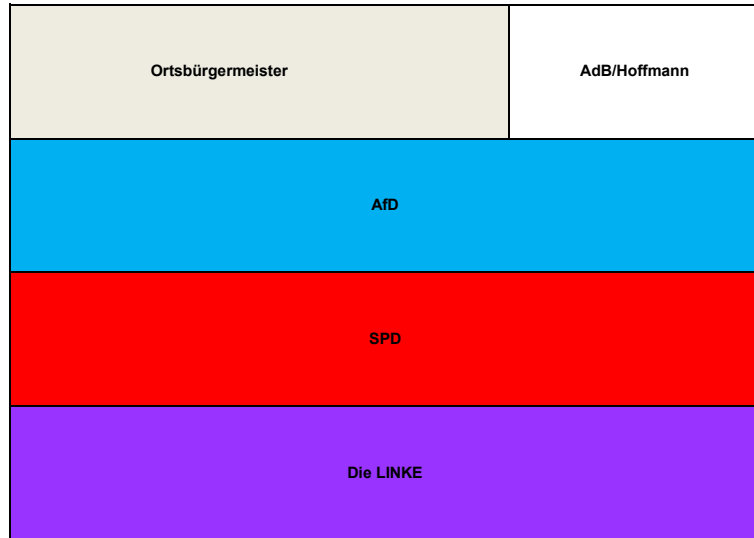 Ortsbürgermeister
AdB/Hoffmann
AfD
SPD
Die LINKE